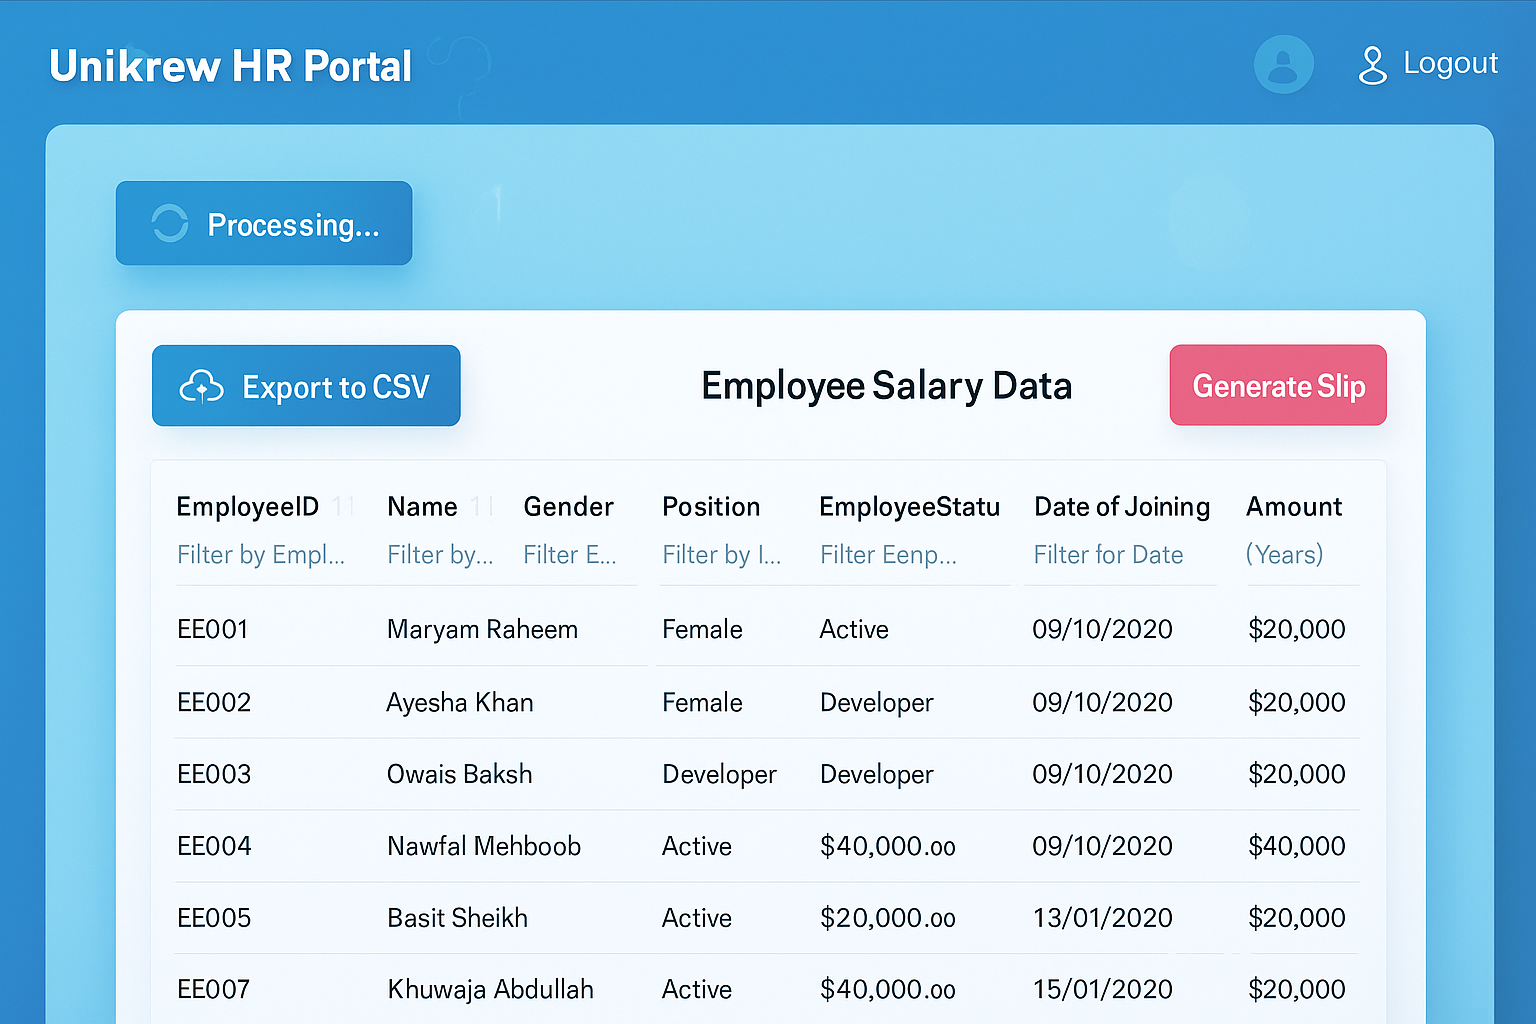 Unikrew HR Portal
Logout
Processing...
Export to CSV
Employee Salary Data
Generate Slip
EmployeeID Name Gender Position EmployeeStatu Date of Joining Amount
Filter by Empl... Filter by... Filter E... Filter by I... Filter Eenp... Filter for Date (Years)
EE001 Maryam Raheem Female Active 09/10/2020 $20,000
EE002 Ayesha Khan Female Developer 09/10/2020 $20,000
EE003 Owais Baksh Developer Developer 09/10/2020 $20,000
EE004 Nawfal Mehboob Active $40,000.oo 09/10/2020 $40,000
EE005 Basit Sheikh Active $20,000.oo 13/01/2020 $20,000
EE007 Khuwaja Abdullah Active $40,000.oo 15/01/2020 $20,000